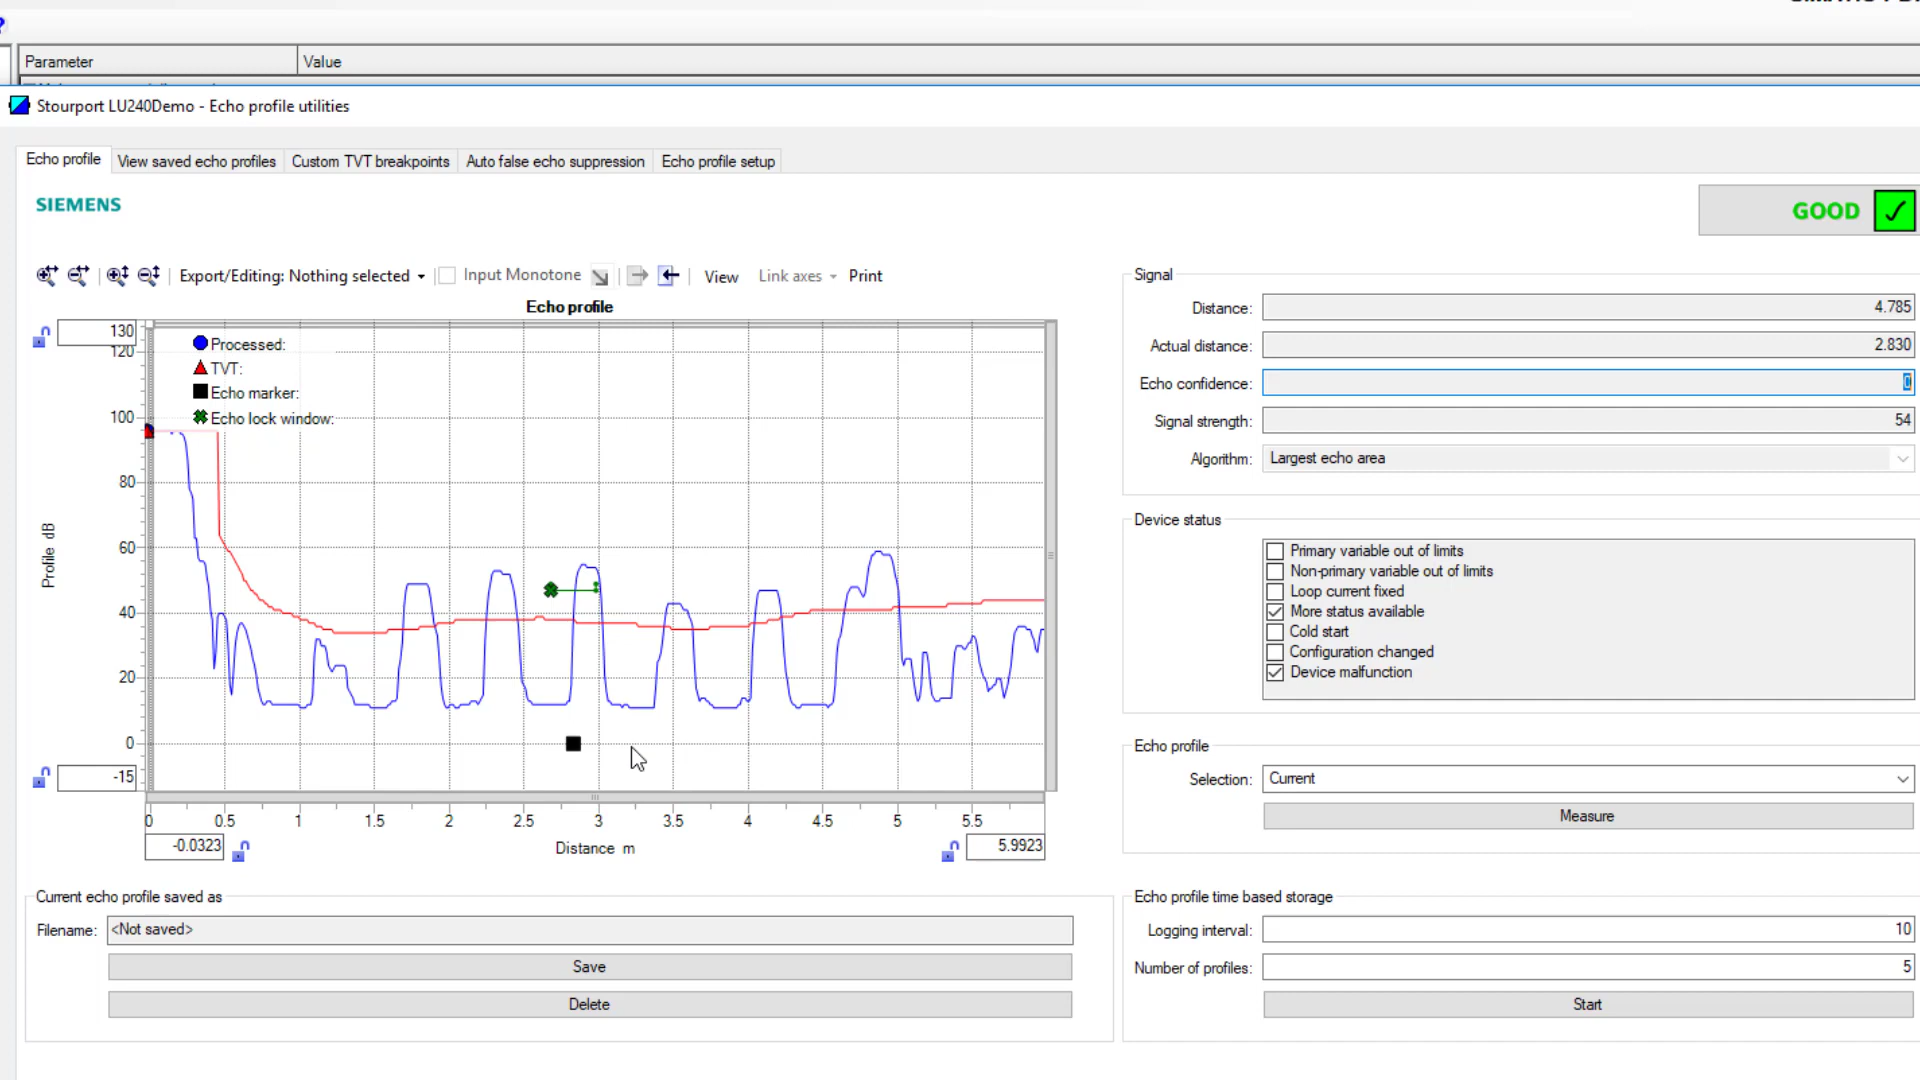 ?
Parameter Value
Stourport LU240Demo - Echo profile utilities
Echo profile View saved echo profiles Custom TVT breakpoints Auto false echo suppression Echo profile setup
SIEMENS
GOOD
Export/Editing: Nothing selected Input Monotone View Link axes Print
Echo profile
130
120
100
80
60
40
20
0
-15
Profile dB
Processed:
TVT:
Echo marker:
Echo lock window:
0 0.5 1 1.5 2 2.5 3 3.5 4 4.5 5 5.5
-0.0323 Distance m 5.9923
Signal
Distance: 4.785
Actual distance: 2.830
Echo confidence: 0
Signal strength: 54
Algorithm: Largest echo area
Device status
Primary variable out of limits
Non-primary variable out of limits
Loop current fixed
More status available
Cold start
Configuration changed
Device malfunction
Echo profile
Selection: Current
Measure
Current echo profile saved as
Filename: <Not saved>
Save
Delete
Echo profile time based storage
Logging interval: 10
Number of profiles: 5
Start